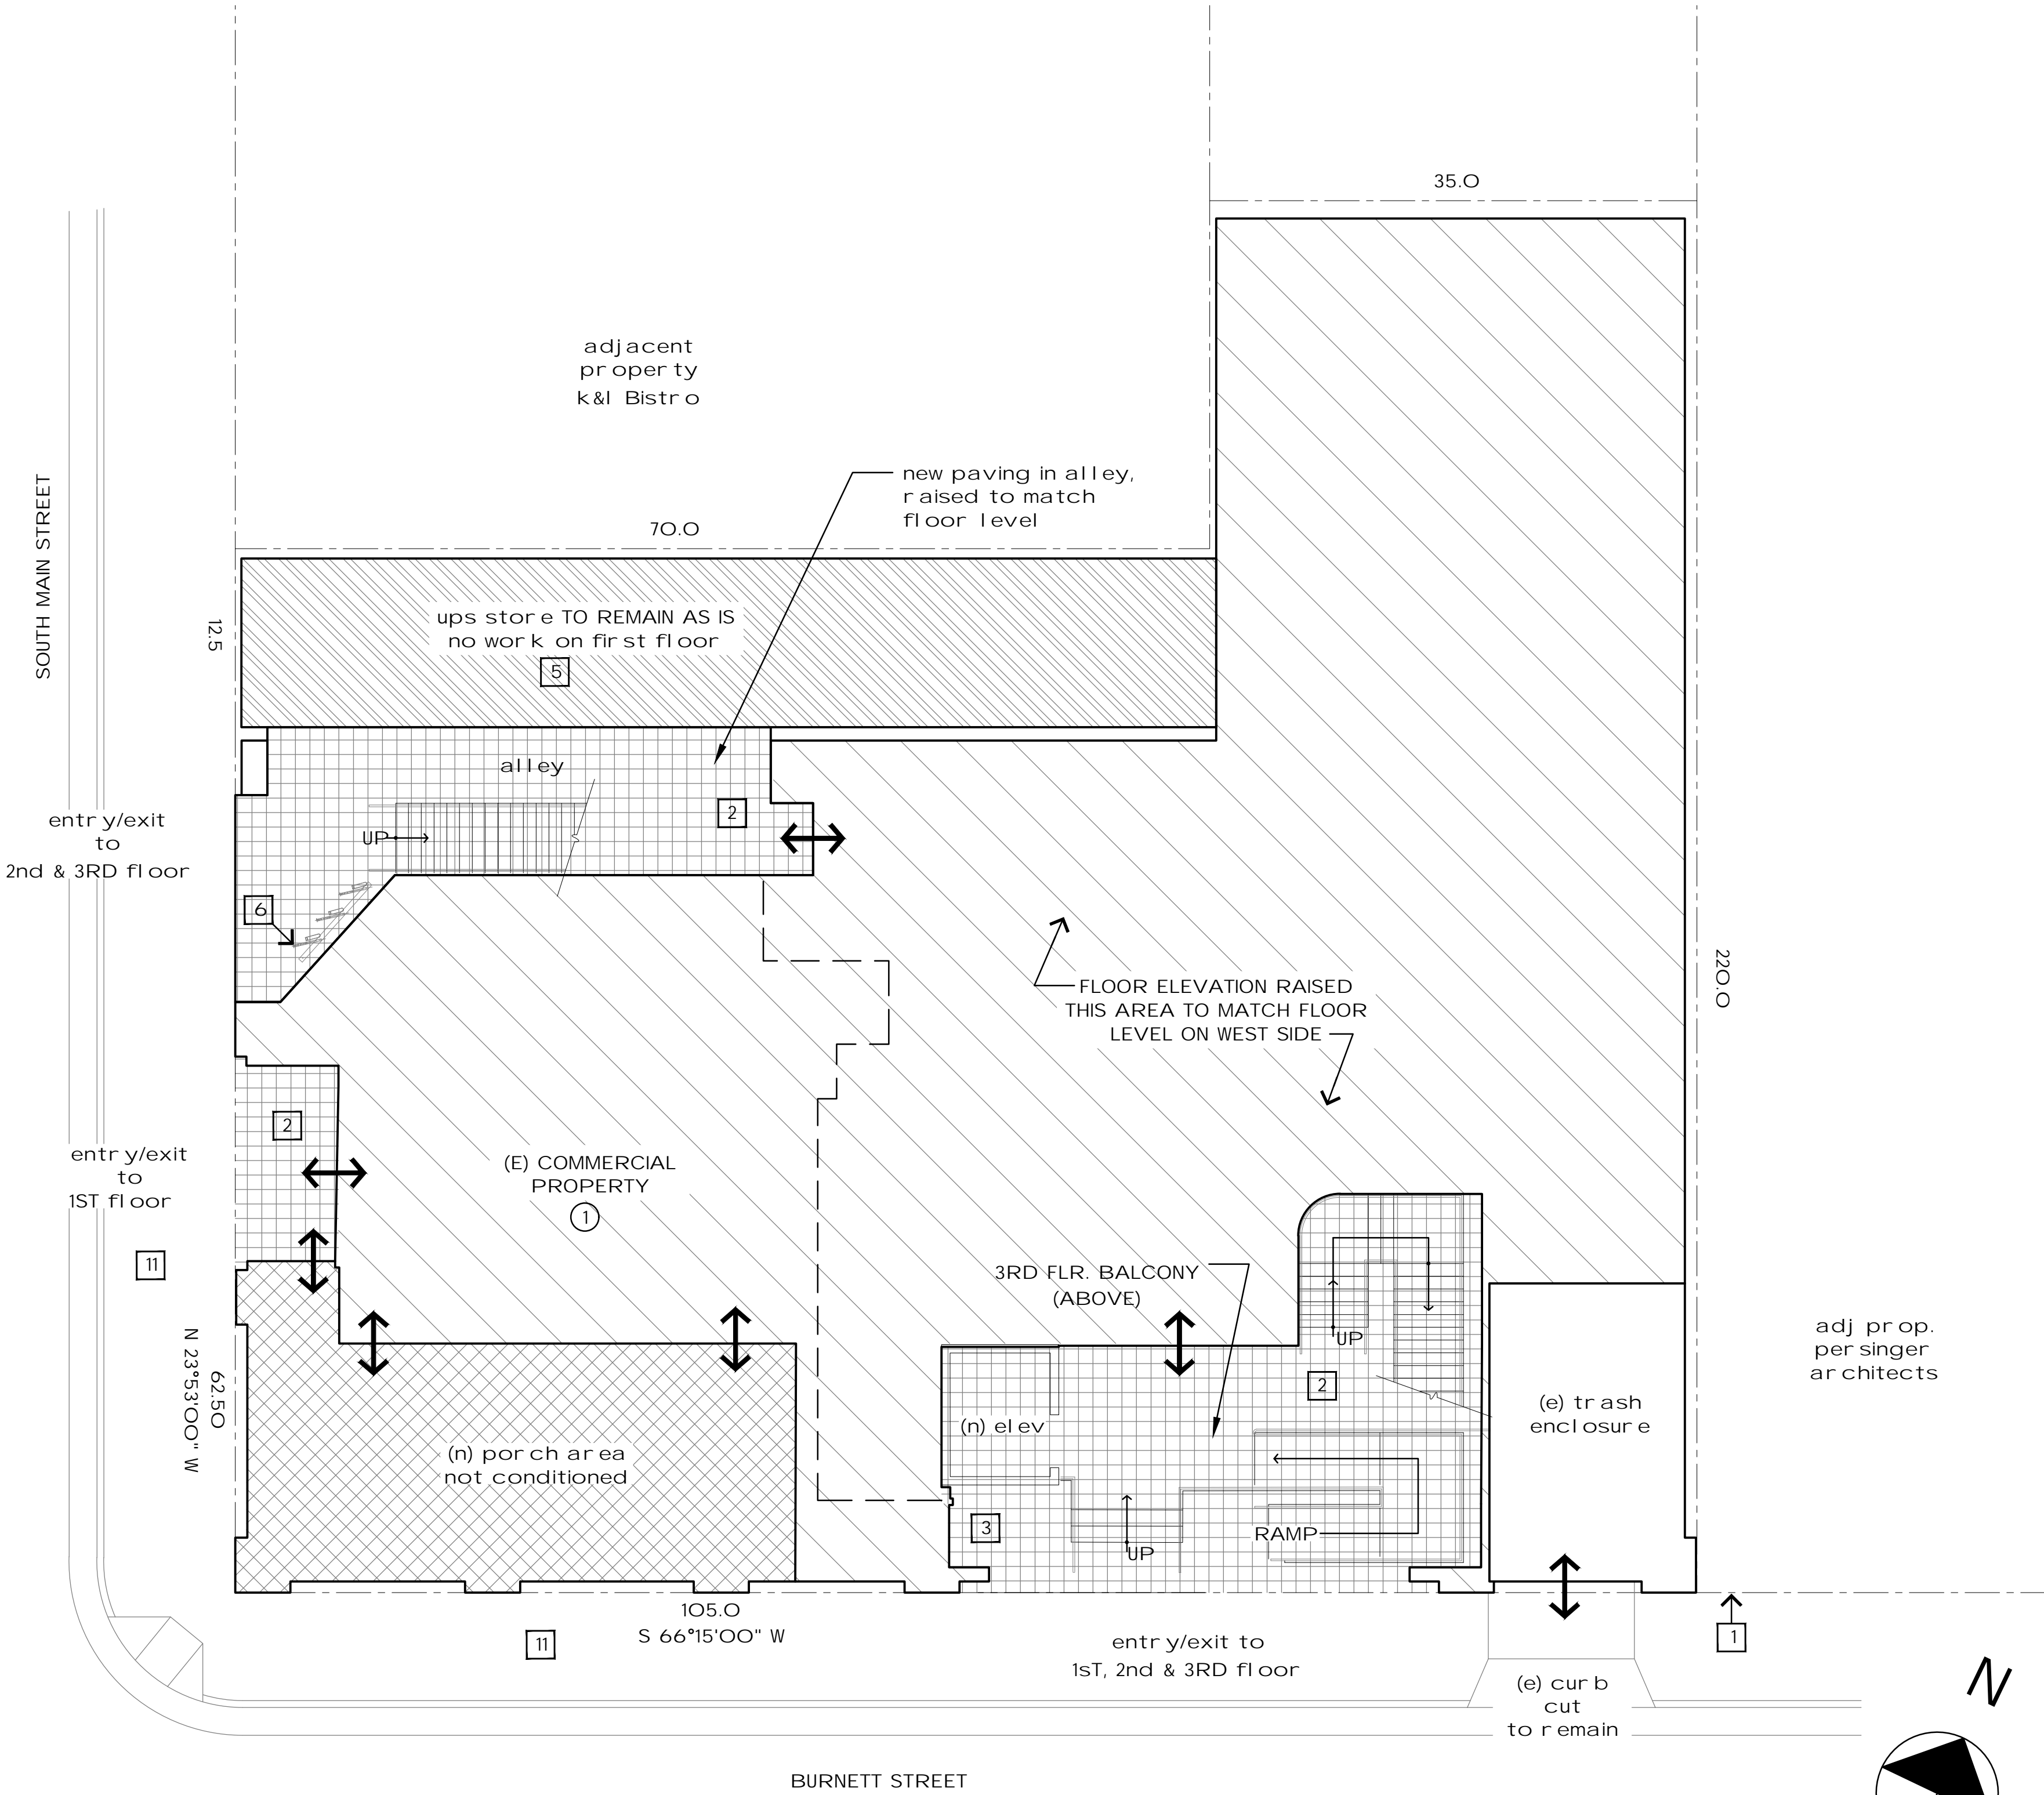 35.0
adjacent
property
k&l Bistro
new paving in alley,
raised to match
floor level
70.0
SOUTH MAIN STREET
12.5
ups store TO REMAIN AS IS
no work on first floor
5
alley
2
UP
entry/exit
to
2nd & 3RD floor
6
220.0
FLOOR ELEVATION RAISED
THIS AREA TO MATCH FLOOR
LEVEL ON WEST SIDE
2
entry/exit
to
1ST floor
(E) COMMERCIAL
PROPERTY
1
11
3RD FLR. BALCONY
(ABOVE)
UP
adj prop.
persinger
architects
N 23°53'00" W
62.50
2
(e) trash
enclosure
(n) elev
(n) porch area
not conditioned
3
RAMP
UP
105.0
S 66°15'00" W
11
entry/exit to
1sT, 2nd & 3RD floor
1
(e) curb
cut
to remain
N
BURNETT STREET